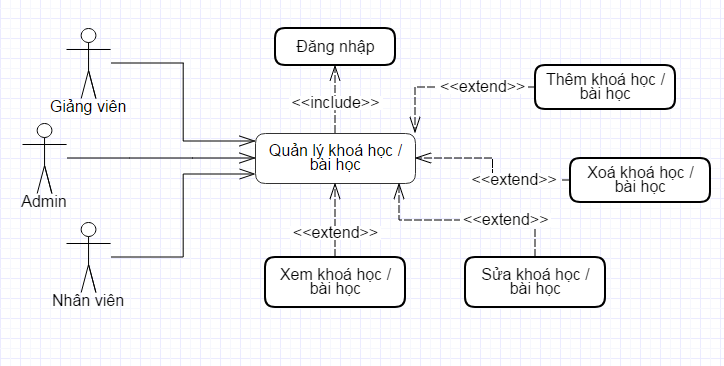 Đăng nhập
Giảng viên
<<include>>
<<extend>>
Thêm khoá học /
bài học
Quản lý khoá học /
bài học
Admin
<<extend>>
Xoá khoá học /
bài học
<<extend>>
<<extend>>
Nhân viên
Xem khoá học /
bài học
Sửa khoá học /
bài học